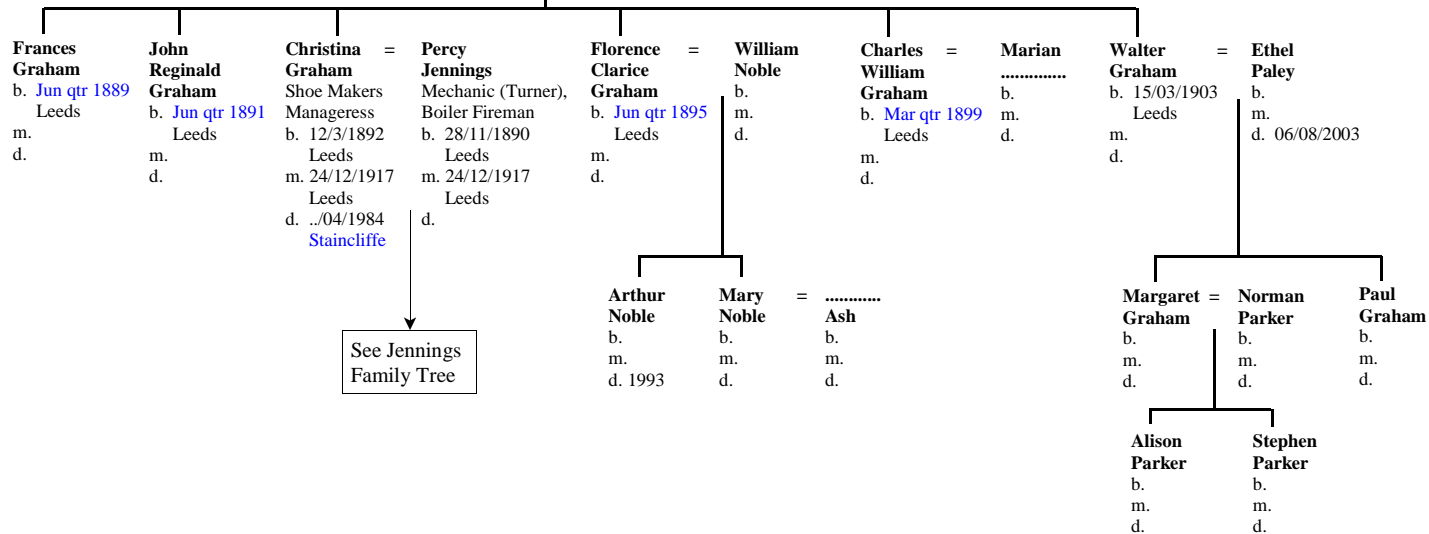 Frances
Graham
b. Jun qtr 1889
Leeds
m.
d.
John
Reginald
Graham
b. Jun qtr 1891
Leeds
m.
d.
Christina =
Graham
Shoe Makers
Manageress
b. 12/3/1892
Leeds
m. 24/12/1917
Leeds
d. ../04/1984
Staincliffe
Percy
Jennings
Mechanic (Turner),
Boiler Fireman
b. 28/11/1890
Leeds
m. 24/12/1917
Leeds
d.
See Jennings
Family Tree
Florence =
Clarice
Graham
b. Jun qtr 1895
Leeds
m.
d.
William
Noble
b.
m.
d.
Arthur
Noble
b.
m.
d. 1993
Mary =
Noble
b.
m.
d.
............
Ash
b.
m.
d.
Charles =
William
Graham
b. Mar qtr 1899
Leeds
m.
d.
Marian
..............
b.
m.
d.
Walter =
Graham
b. 15/03/1903
Leeds
m.
d.
Ethel
Paley
b.
m.
d. 06/08/2003
Margaret =
Graham
b.
m.
d.
Norman
Parker
b.
m.
d.
Paul
Graham
b.
m.
d.
Alison
Parker
b.
m.
d.
Stephen
Parker
b.
m.
d.